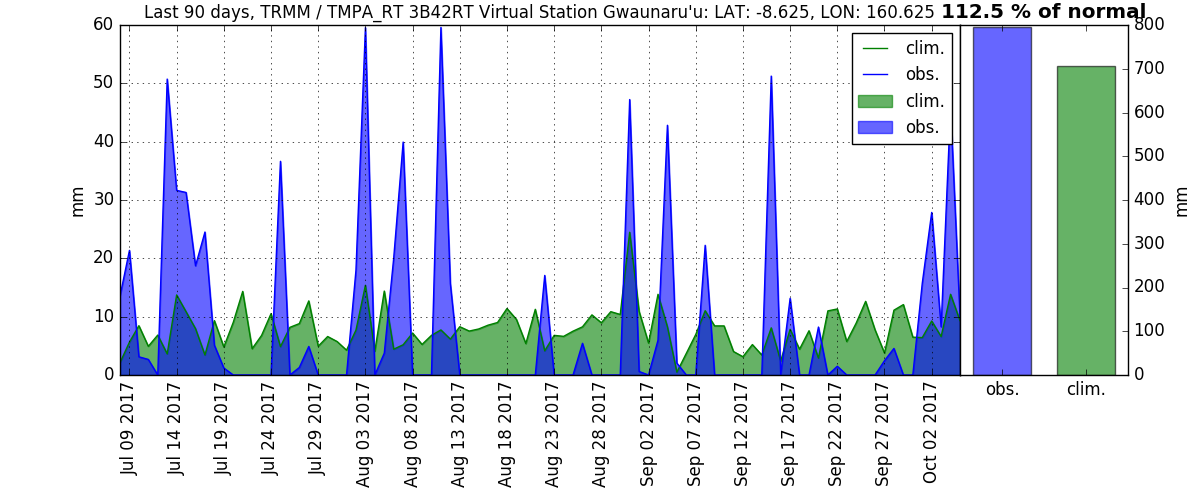 Last 90 days, TRMM / TMPA_RT 3B42RT Virtual Station Gwaunaru'u: LAT: -8.625, LON: 160.625 112.5 % of normal
60
50
40
30
20
10
0
mm
clim.
obs.
clim.
obs.
Jul 09 2017
Jul 14 2017
Jul 19 2017
Jul 24 2017
Jul 29 2017
Aug 03 2017
Aug 08 2017
Aug 13 2017
Aug 18 2017
Aug 23 2017
Aug 28 2017
Sep 02 2017
Sep 07 2017
Sep 12 2017
Sep 17 2017
Sep 22 2017
Sep 27 2017
Oct 02 2017
800
700
600
500
400
300
200
100
0
mm
obs.
clim.